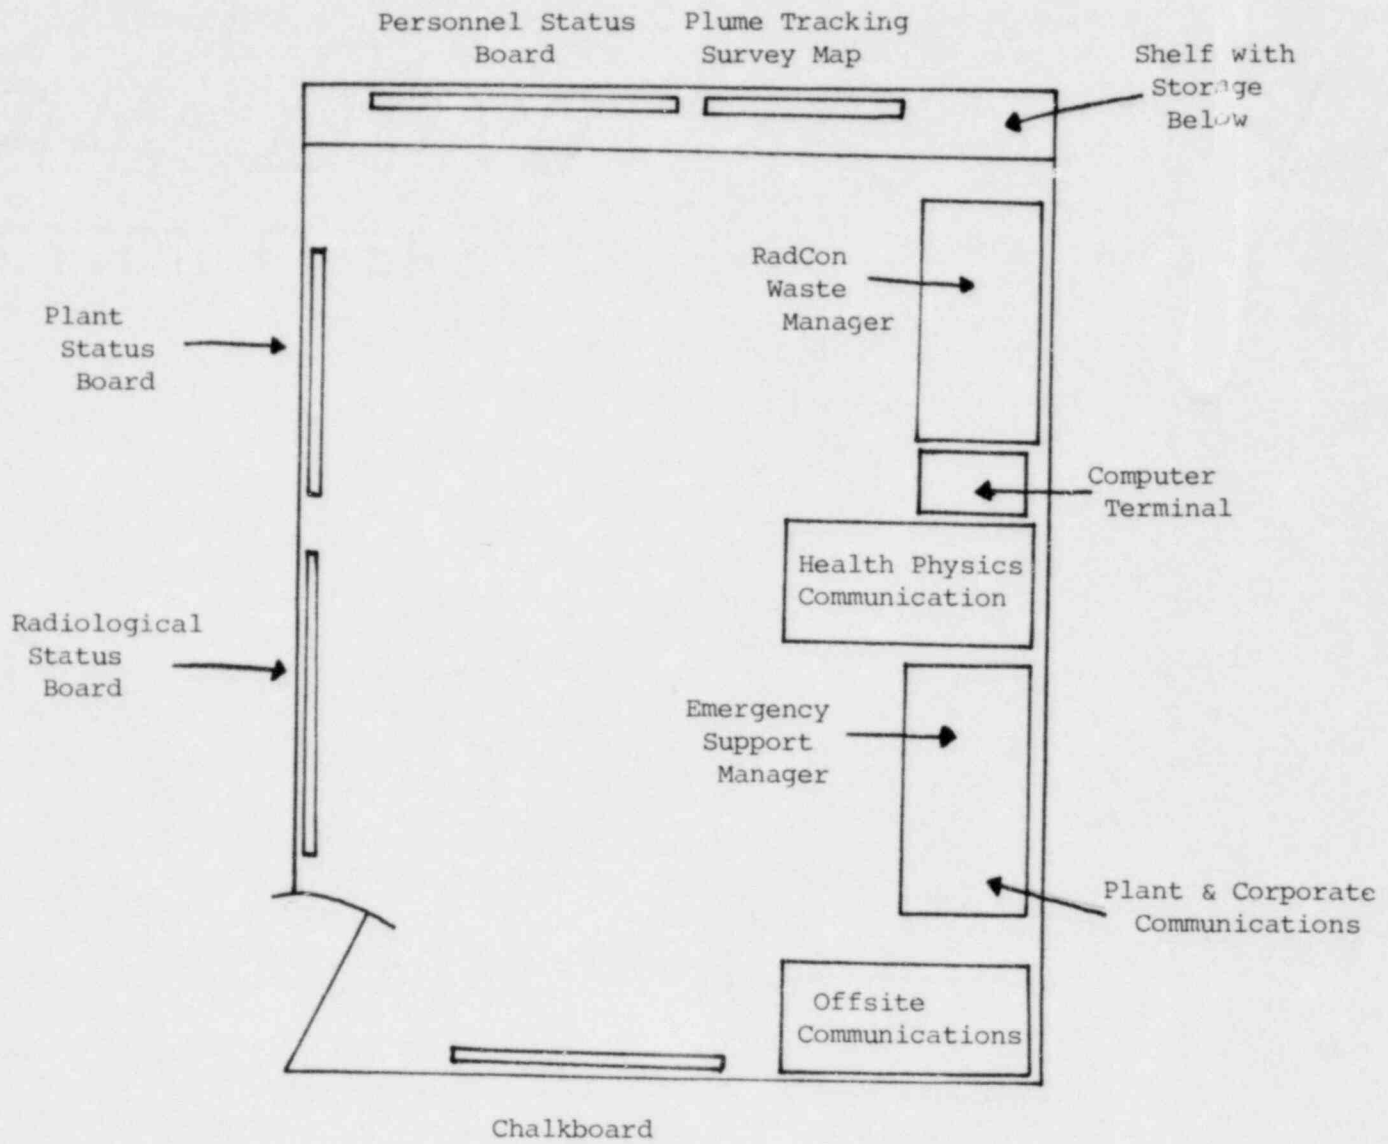 Personnel Status
Board
Plume Tracking
Survey Map
Shelf with
Storage
Below
RadCon
Waste
Manager
Plant
Status
Board
Computer
Terminal
Health Physics
Communication
Radiological
Status
Board
Emergency
Support
Manager
Plant & Corporate
Communications
Offsite
Communications
Chalkboard